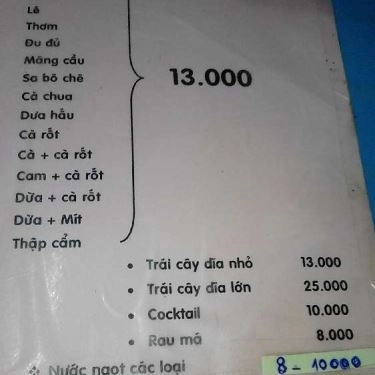 Lê
Thơm
Đu đủ
Mãng cầu
Sa bô chê
Cà chua
Dưa hấu
Cà rốt
Cà + cà rốt
Cam + cà rốt
Dừa + cà rốt
Dừa + Mít
Thập cẩm
13.000
• Trái cây dĩa nhỏ 13.000
• Trái cây dĩa lớn 25.000
• Cocktail 10.000
• Rau má 8.000
❖ Nước ngọt các loại 8 - 10000